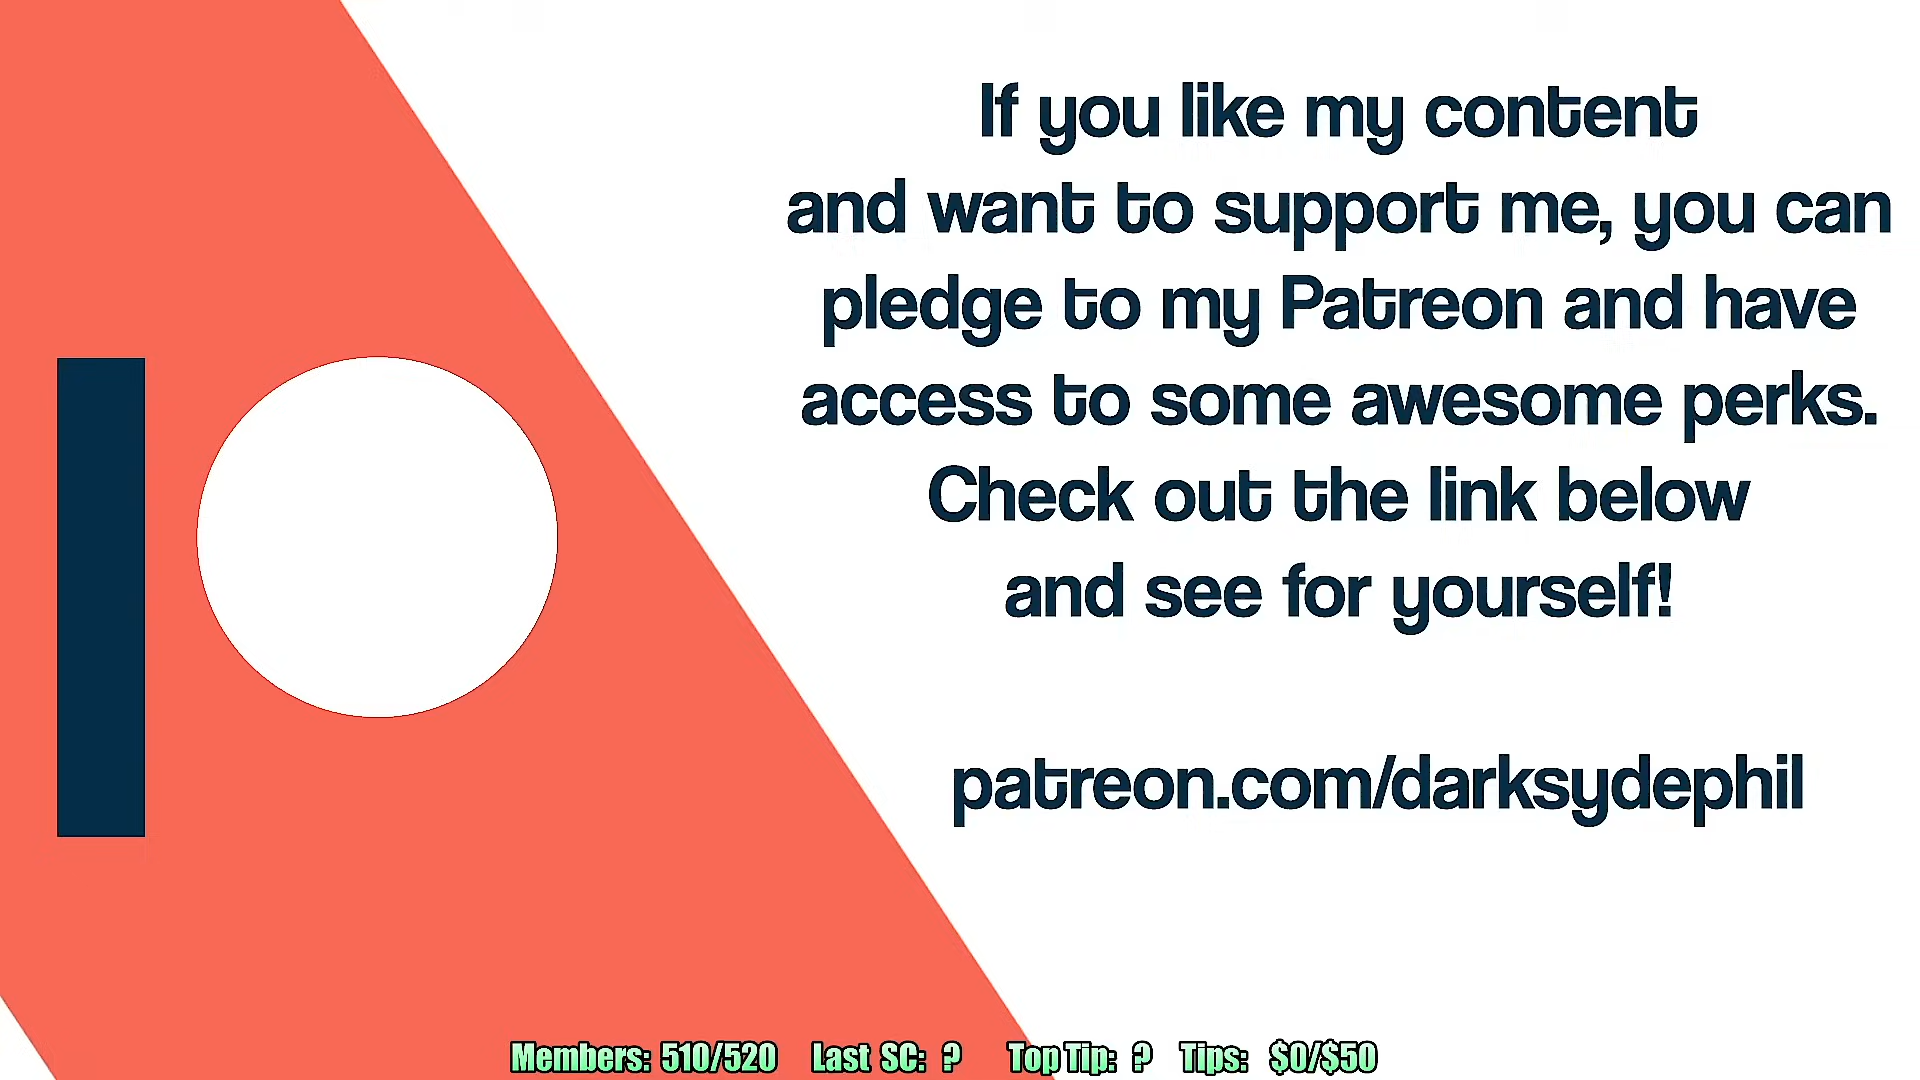 If you like my content
and want to support me, you can
pledge to my Patreon and have
access to some awesome perks.
Check out the link below
and see for yourself!
patreon.com/darksydephil
Members: 510/520 Last SC: ? Top Tip: ? Tips: $0/$50